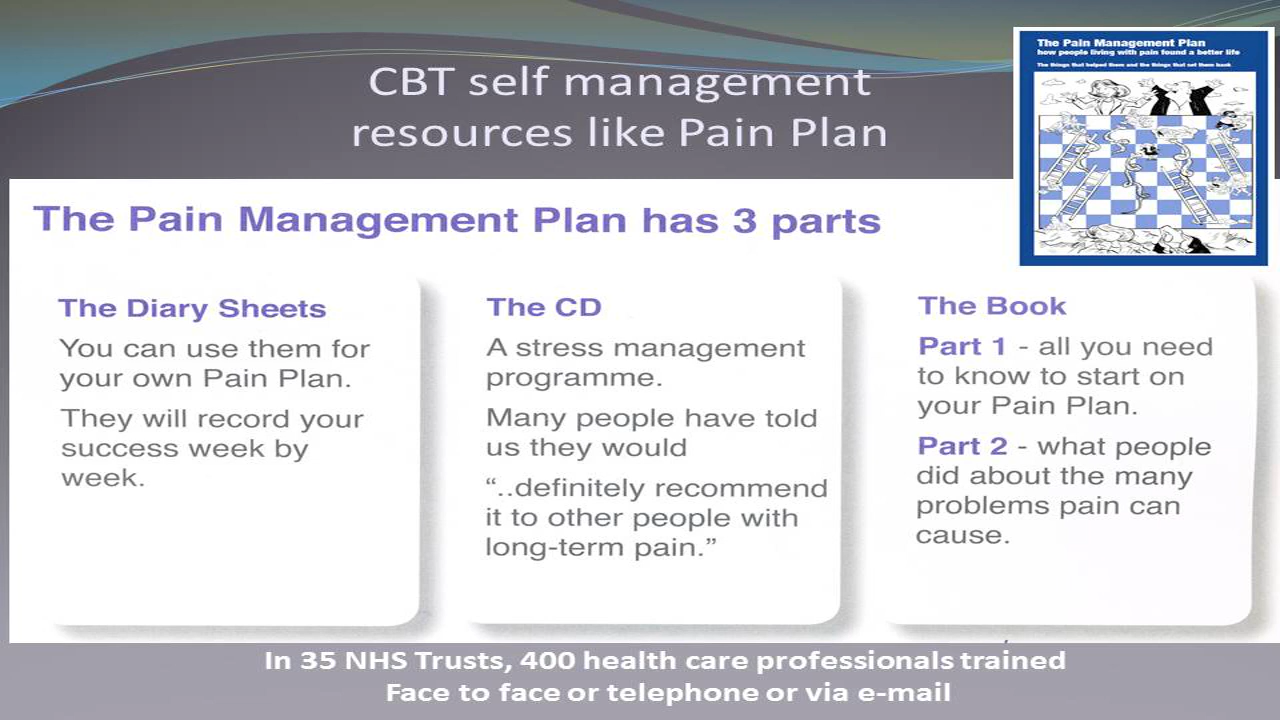 CBT self management
resources like Pain Plan
The Pain Management Plan
how people living with pain found a better life
The things that helped them and the things that set them back
The Pain Management Plan has 3 parts
The Diary Sheets
You can use them for
your own Pain Plan.
They will record your
success week by
week.
The CD
A stress management
programme.
Many people have told
us they would
“..definitely recommend
it to other people with
long-term pain.”
The Book
Part 1 - all you need
to know to start on
your Pain Plan.
Part 2 - what people
did about the many
problems pain can
cause.
In 35 NHS Trusts, 400 health care professionals trained
Face to face or telephone or via e-mail